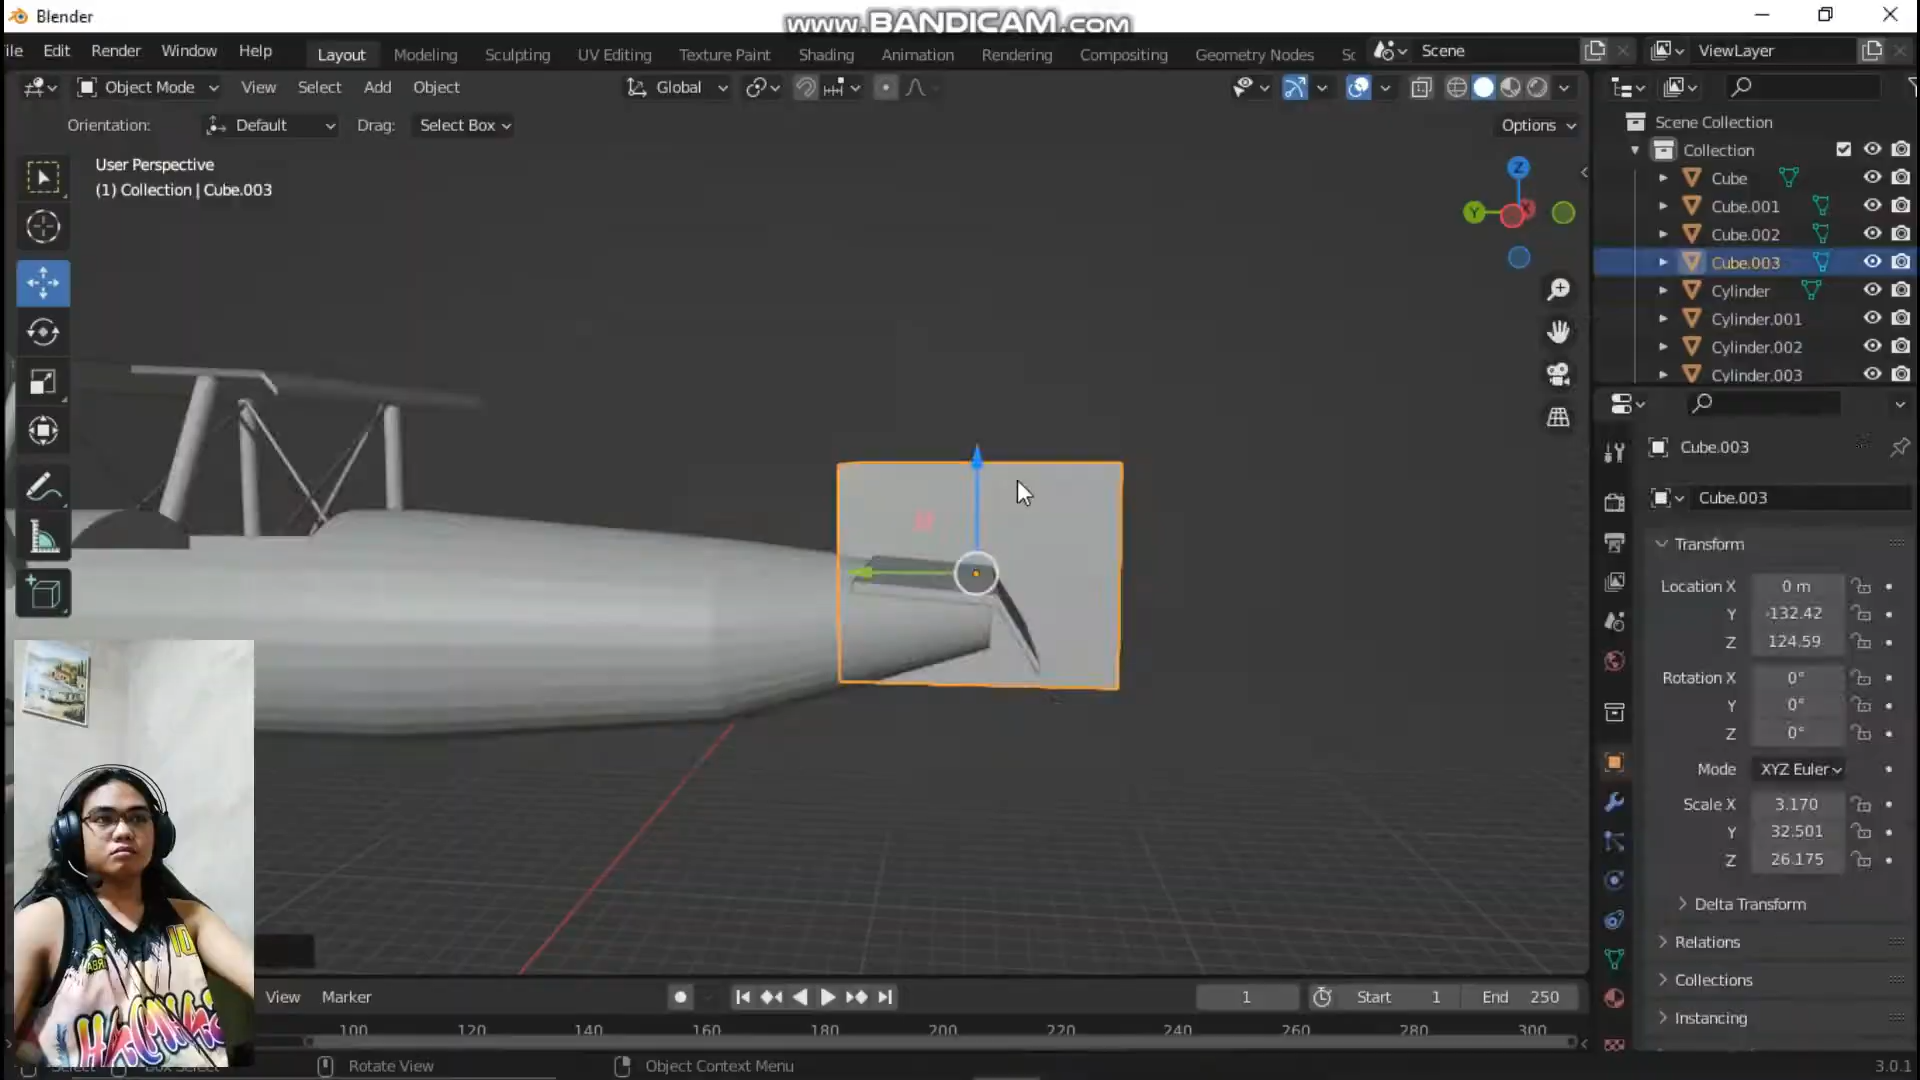 Blender
www.BANDICAM.com
ile Edit Render Window Help
Layout Modeling Sculpting UV Editing Texture Paint Shading Animation Rendering Compositing Geometry Nodes Sc
Scene
ViewLayer
Object Mode View Select Add Object
Global
Orientation: Default Drag: Select Box
Options
User Perspective
(1) Collection | Cube.003
Z
Y
X
Scene Collection
Collection
Cube
Cube.001
Cube.002
Cube.003
Cylinder
Cylinder.001
Cylinder.002
Cylinder.003
Cube.003
Cube.003
Transform
Location X 0 m
Y -132.42
Z 124.59
Rotation X 0°
Y 0°
Z 0°
Mode XYZ Euler
Scale X 3.170
Y 32.501
Z 26.175
Delta Transform
Relations
Collections
Instancing
View Marker
1
Start 1
End 250
100 120 140 160 180 200 220 240 260 280 300
Select Box Select Rotate View Object Context Menu
3.0.1